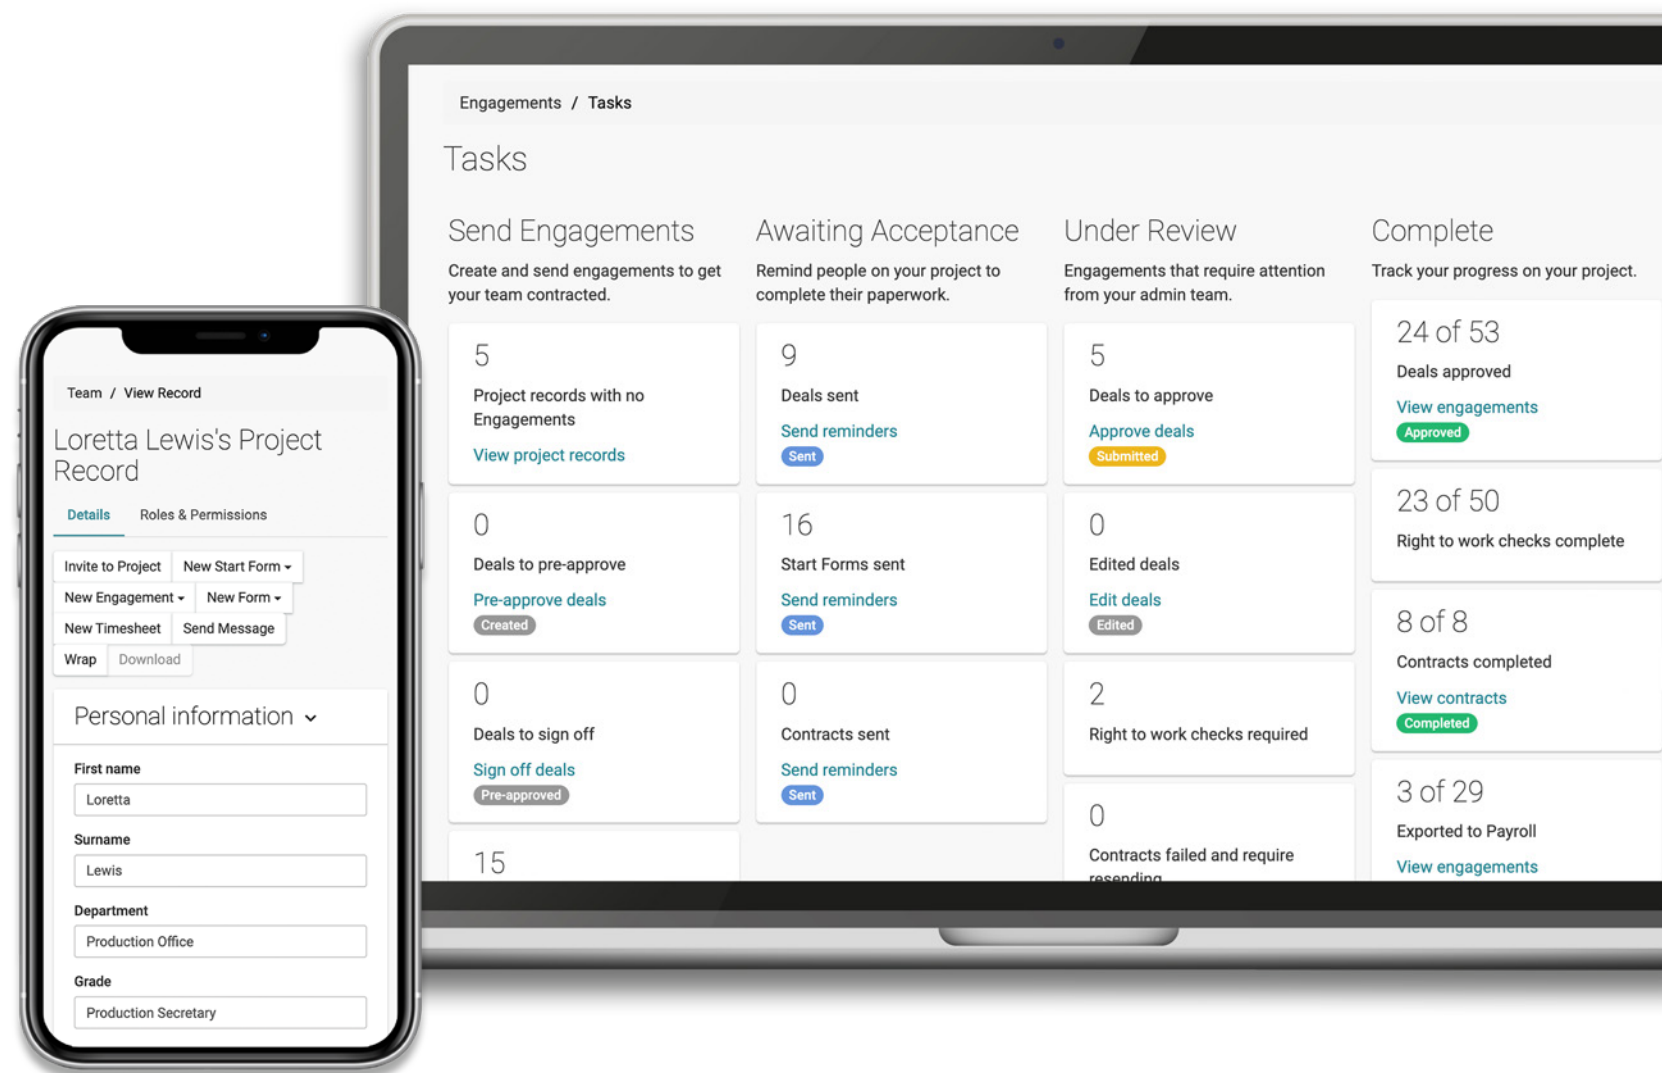 Engagements / Tasks
Tasks
Send Engagements
Create and send engagements to get
your team contracted.
5
Project records with no
Engagements
View project records
0
Deals to pre-approve
Pre-approve deals
Created
0
Deals to sign off
Sign off deals
Pre-approved
15
Awaiting Acceptance
Remind people on your project to
complete their paperwork.
9
Deals sent
Send reminders
Sent
16
Start Forms sent
Send reminders
Sent
0
Contracts sent
Send reminders
Sent
Under Review
Engagements that require attention
from your admin team.
5
Deals to approve
Approve deals
Submitted
0
Edited deals
Edit deals
Edited
2
Right to work checks required
0
Contracts failed and require
resending
Complete
Track your progress on your project.
24 of 53
Deals approved
View engagements
Approved
23 of 50
Right to work checks complete
8 of 8
Contracts completed
View contracts
Completed
3 of 29
Exported to Payroll
View engagements
Team / View Record
Loretta Lewis's Project
Record
Details Roles & Permissions
Invite to Project New Start Form
New Engagement New Form
New Timesheet Send Message
Wrap Download
Personal information
First name
Loretta
Surname
Lewis
Department
Production Office
Grade
Production Secretary